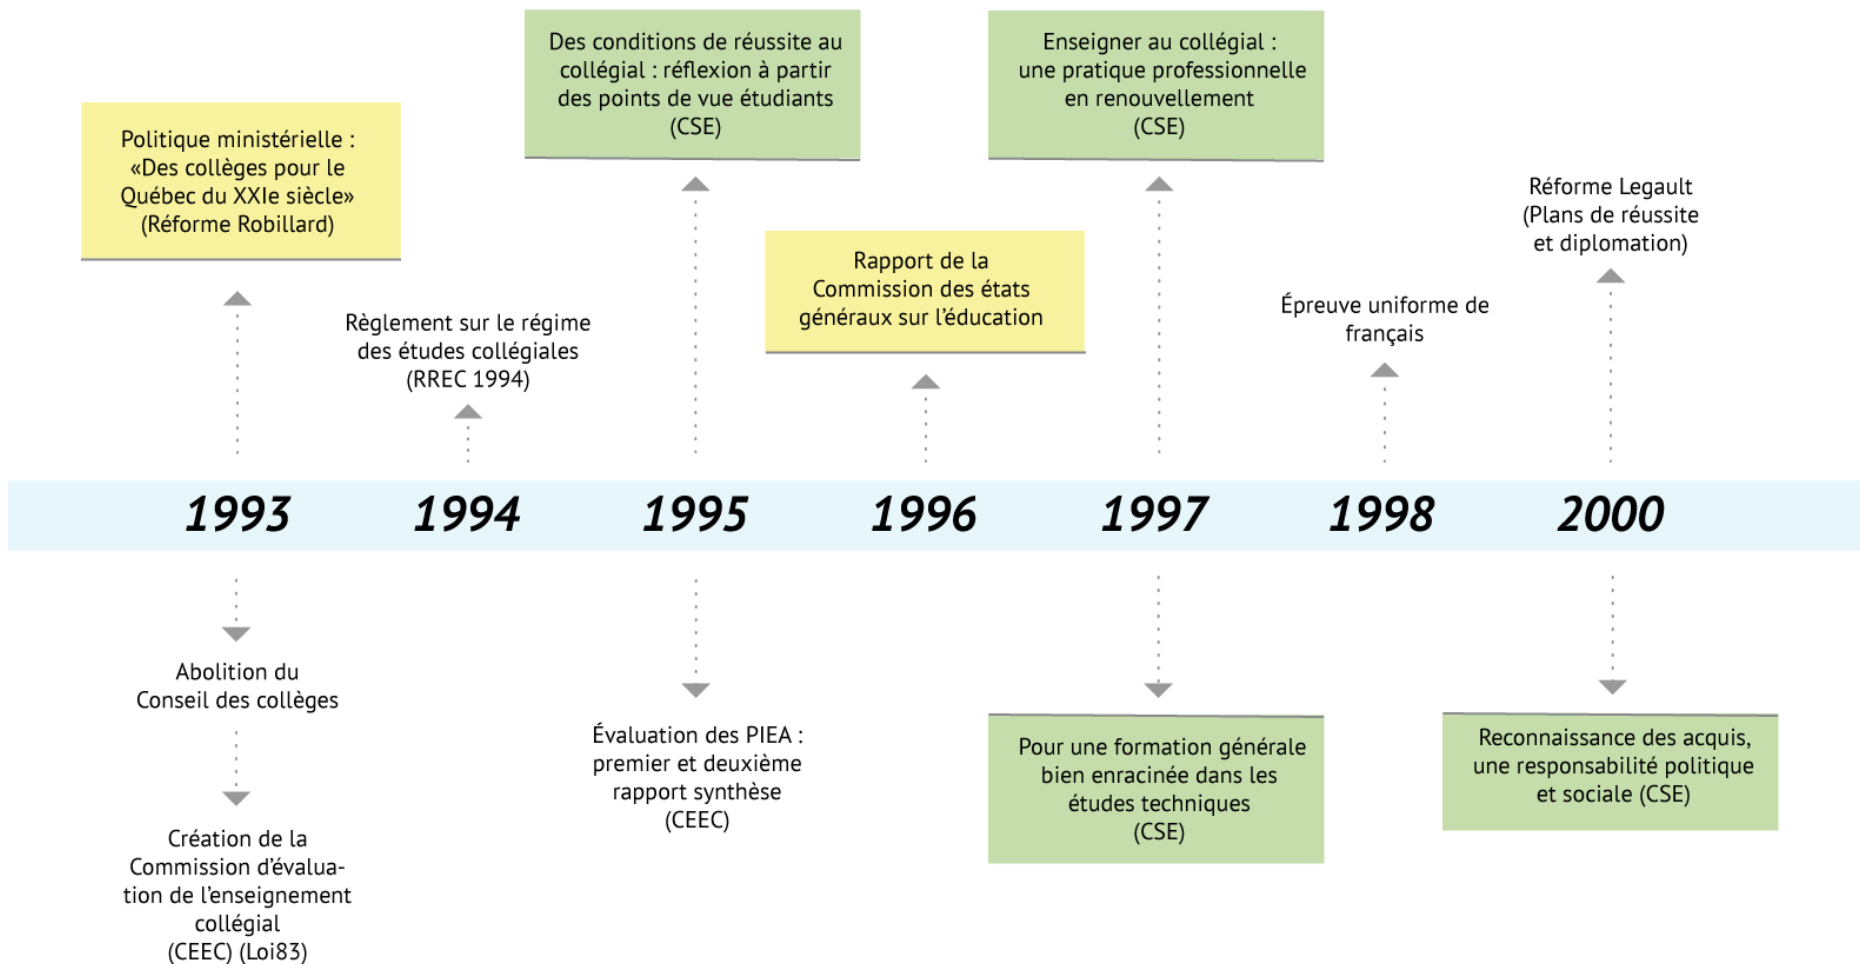 Des conditions de réussite au
collégial : réflexion à partir
des points de vue étudiants
(CSE)
Enseigner au collégial :
une pratique professionnelle
en renouvellement
(CSE)
Politique ministérielle :
«Des collèges pour le
Québec du XXIe siècle»
(Réforme Robillard)
Réforme Legault
(Plans de réussite
et diplomation)
Rapport de la
Commission des états
généraux sur l'éducation
Règlement sur le régime
des études collégiales
(RREC 1994)
Épreuve uniforme de
français
1993 1994 1995 1996 1997 1998 2000
Abolition du
Conseil des collèges
Création de la
Commission d'évalua-
tion de l'enseignement
collégial
(CEEC) (Loi83)
Évaluation des PIEA :
premier et deuxième
rapport synthèse
(CEEC)
Pour une formation générale
bien enracinée dans les
études techniques
(CSE)
Reconnaissance des acquis,
une responsabilité politique
et sociale (CSE)